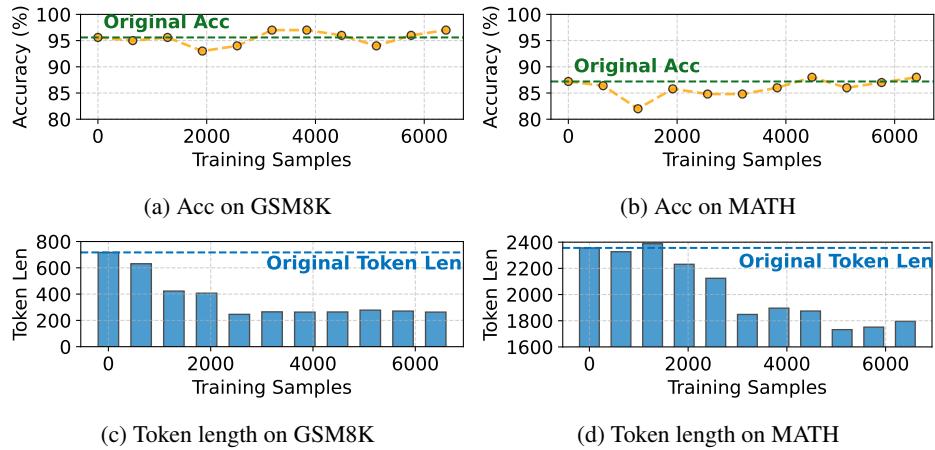 Accuracy (%)
100
95
90
85
80
Original Acc
0
2000
4000
6000
Training Samples
(a) Acc on GSM8K
Accuracy (%)
100
95
90
85
80
Original Acc
0
2000
4000
6000
Training Samples
(b) Acc on MATH
Token Len
800
600
400
200
0
Original Token Len
0
2000
4000
6000
Training Samples
(c) Token length on GSM8K
Token Len
2400
2200
2000
1800
1600
Original Token Len
0
2000
4000
6000
Training Samples
(d) Token length on MATH